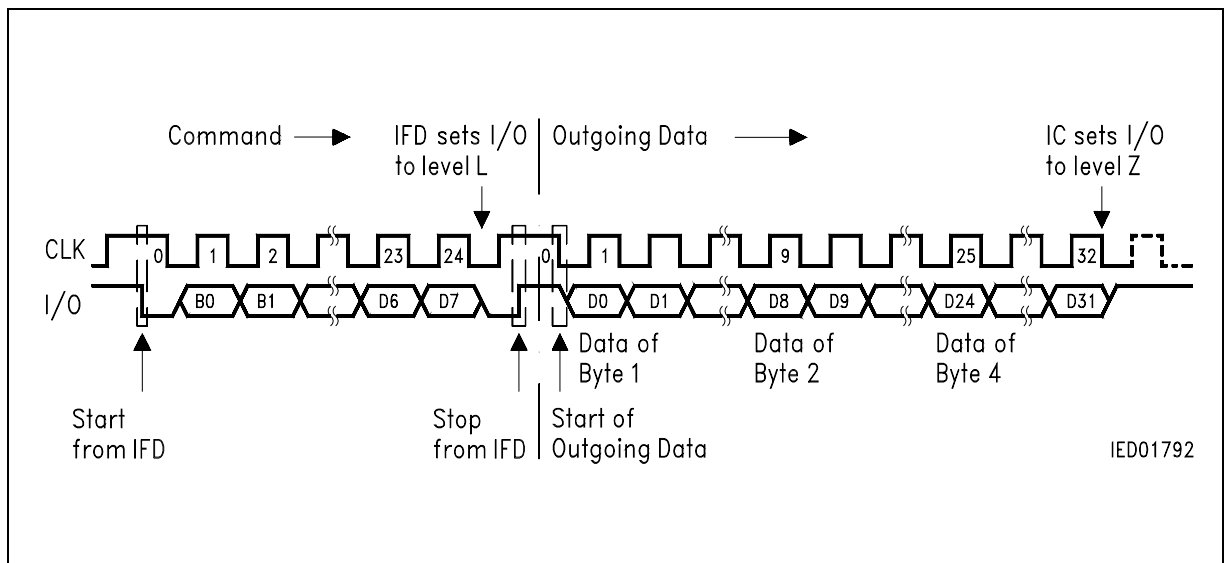 Command
IFD sets I/O
to level L
Outgoing Data
IC sets I/O
to level Z
CLK
0 1 2 23 24 0 1 9 25 32
I/O
B0 B1 D6 D7 D0 D1 D8 D9 D24 D31
Data of
Byte 1
Data of
Byte 2
Data of
Byte 4
Start
from IFD
Stop
from IFD
Start of
Outgoing Data
IED01792